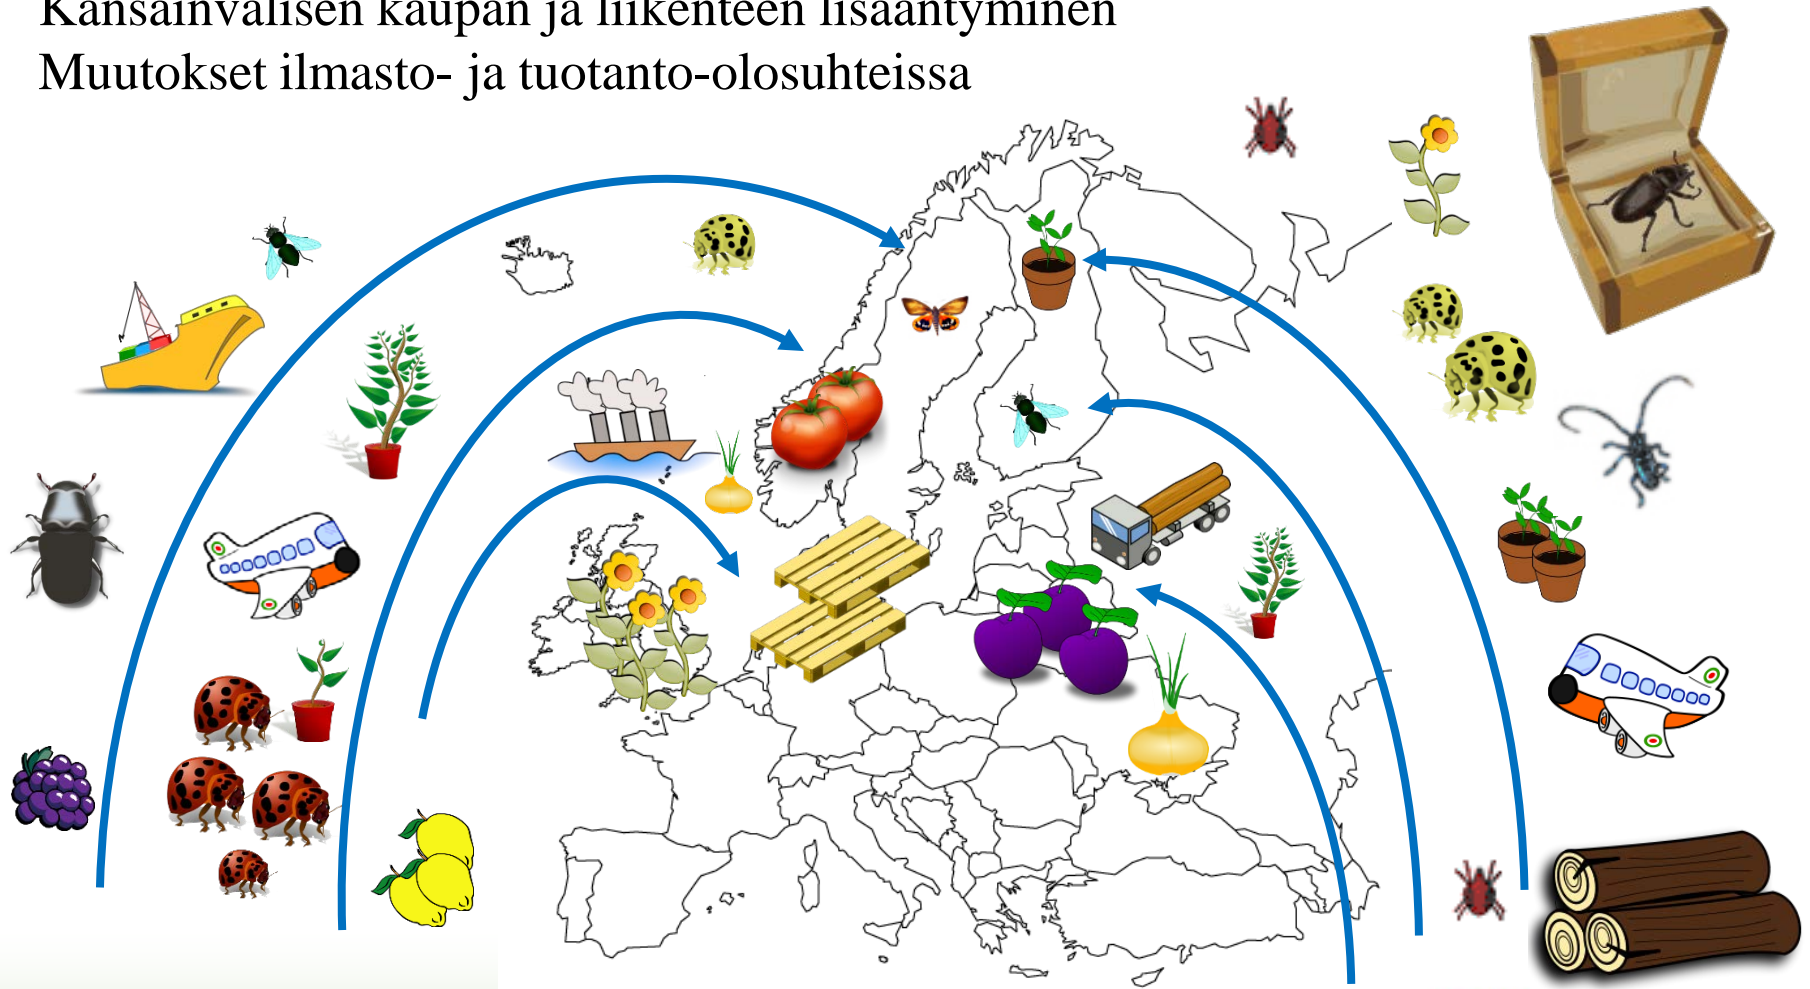 Kansainvälisen kaupan ja liikenteen lisääntyminen
Muutokset ilmasto- ja tuotanto-olosuhteissa